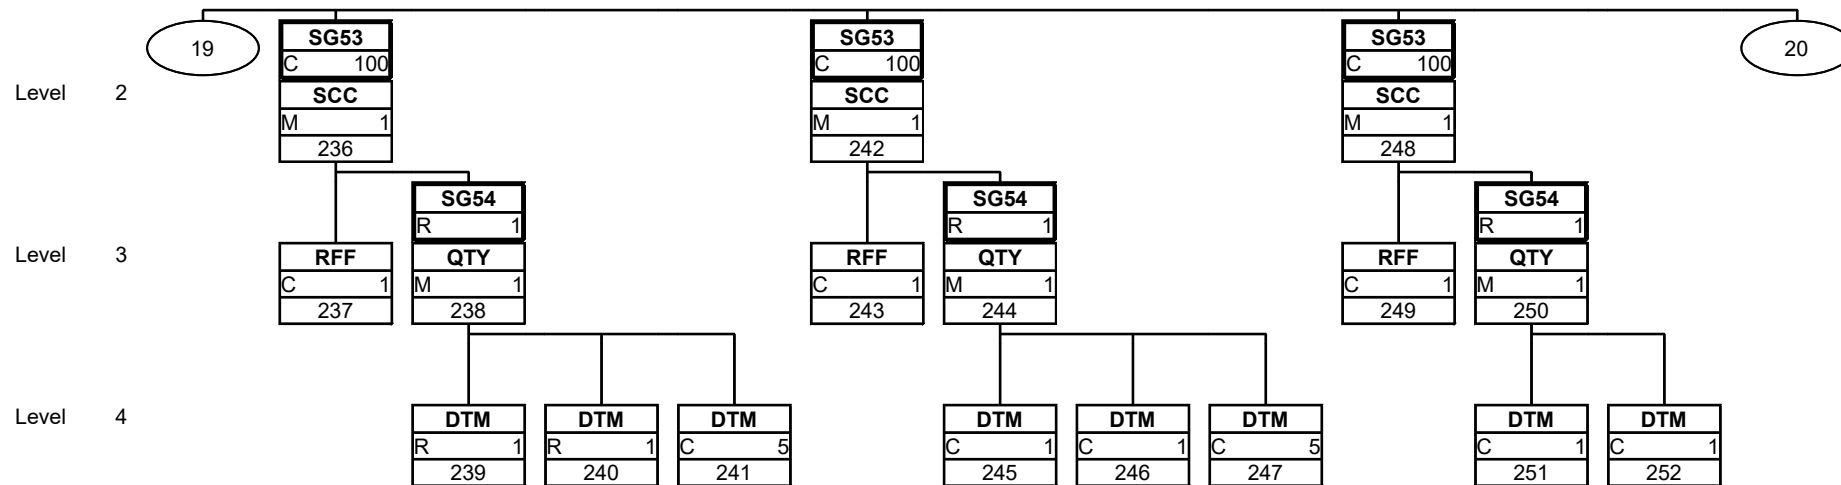 19 SG53 SG53 SG53 20
C 100 C 100 C 100
Level 2 SCC SCC SCC
M 1 M 1 M 1
236 242 248
SG54 SG54 SG54
R 1 R 1 R 1
Level 3 RFF QTY RFF QTY RFF QTY
C 1 M 1 C 1 M 1 C 1 M 1
237 238 243 244 249 250
Level 4 DTM DTM DTM DTM DTM DTM DTM DTM
R 1 R 1 C 5 C 1 C 1 C 5 C 1 C 1
239 240 241 245 246 247 251 252